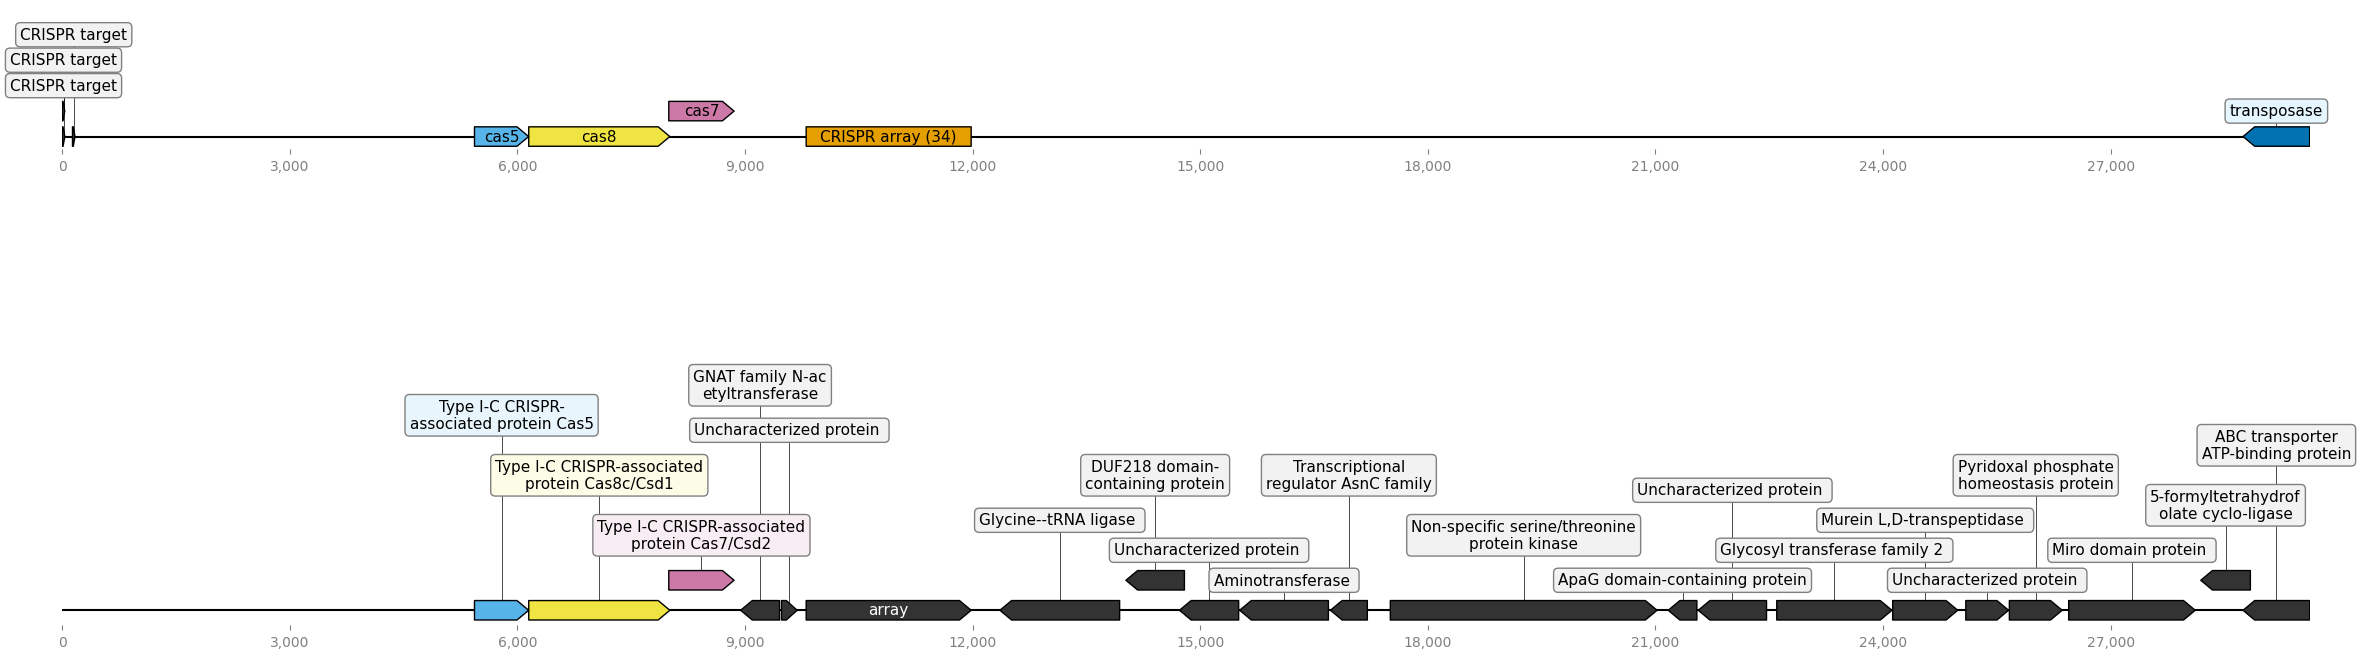 CRISPR target
CRISPR target
CRISPR target
cas7
transposase
cas5
cas8
CRISPR array (34)
0
3,000
6,000
9,000
12,000
15,000
18,000
21,000
24,000
27,000
GNAT family N-ac
etyltransferase
Type I-C CRISPR-
associated protein Cas5
Uncharacterized protein
ABC transporter
ATP-binding protein
Type I-C CRISPR-associated
protein Cas8c/Csd1
DUF218 domain-
containing protein
Transcriptional
regulator AsnC family
Pyridoxal phosphate
homeostasis protein
Uncharacterized protein
5-formyltetrahydrof
olate cyclo-ligase
Type I-C CRISPR-associated
protein Cas7/Csd2
Glycine--tRNA ligase
Non-specific serine/threonine
protein kinase
Murein L,D-transpeptidase
Uncharacterized protein
Glycosyl transferase family 2
Miro domain protein
Aminotransferase
ApaG domain-containing protein
Uncharacterized protein
array
0
3,000
6,000
9,000
12,000
15,000
18,000
21,000
24,000
27,000